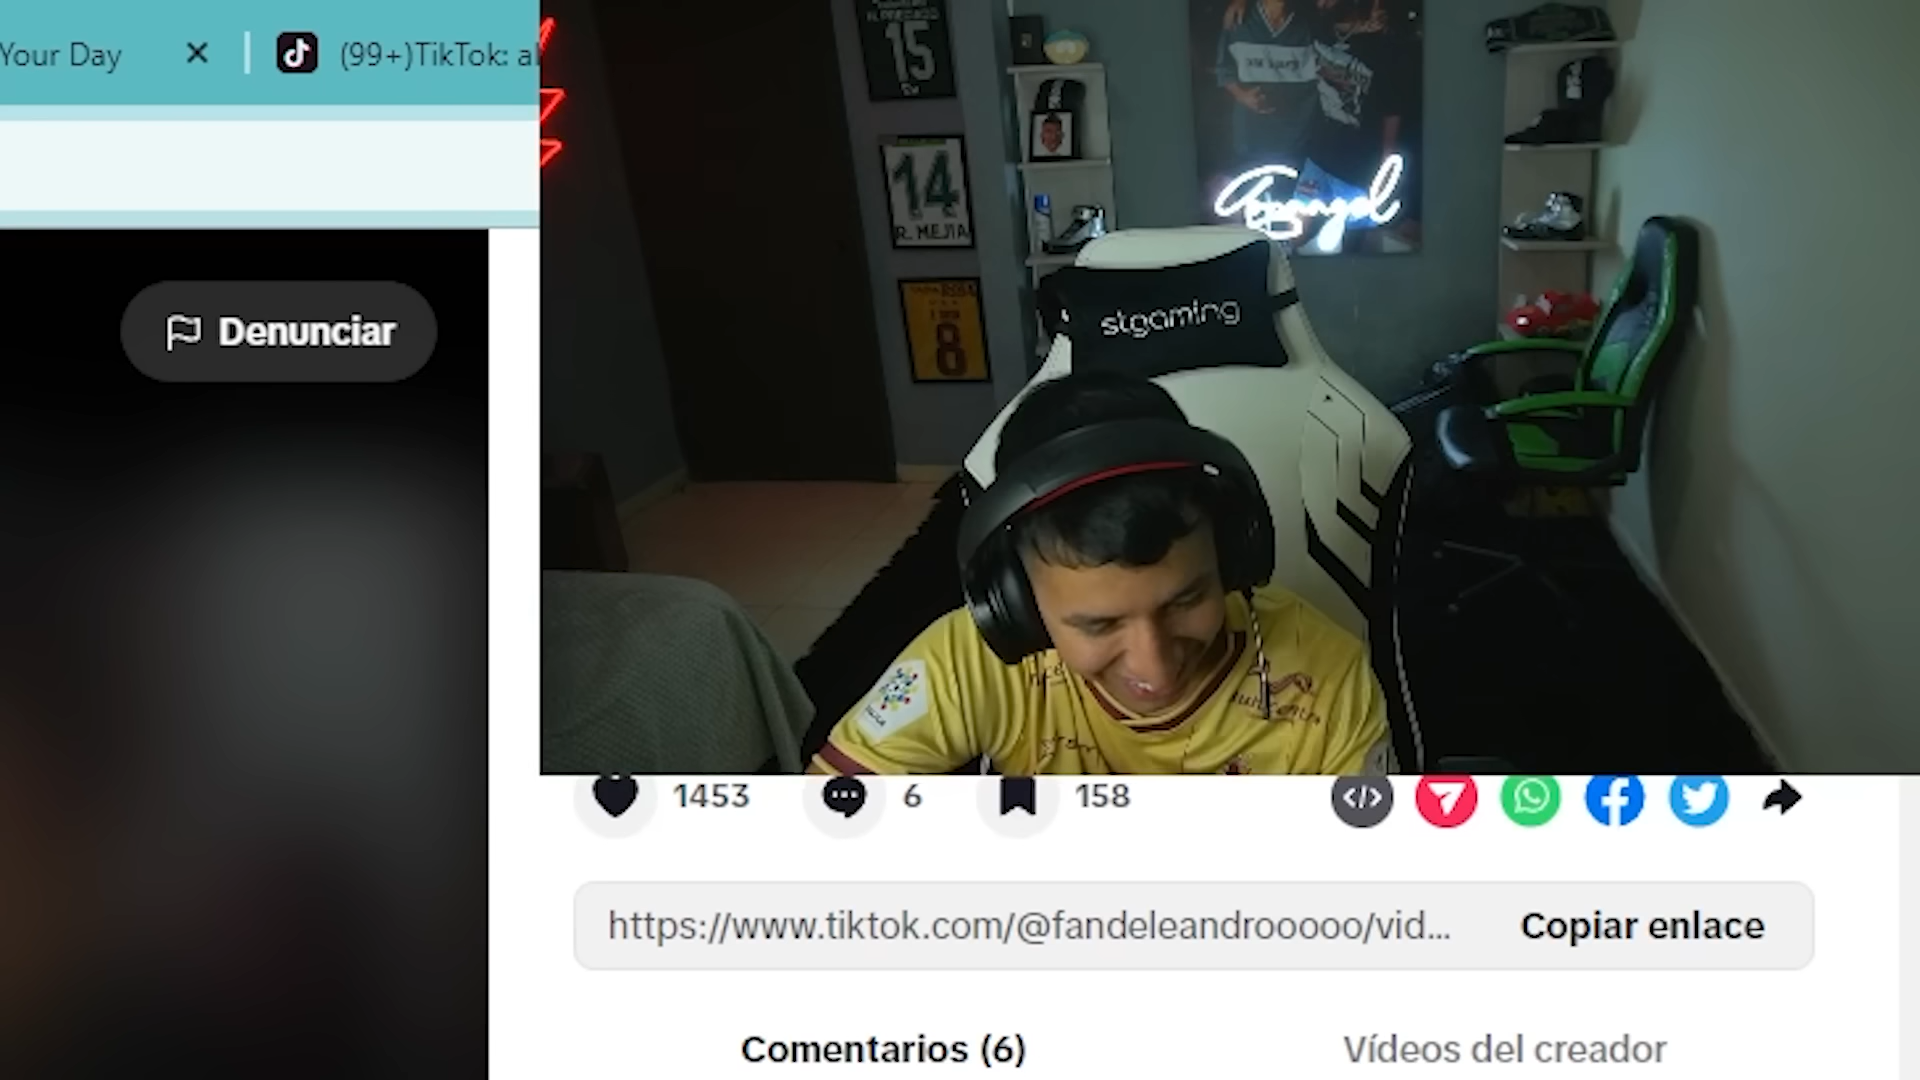 Your Day
(99+)TikTok: al
Denunciar
15
14
R. MEJIA
8
stgaming
1453
6
158
https://www.tiktok.com/@fandeleandrooooo/vid...
Copiar enlace
Comentarios (6)
Vídeos del creador